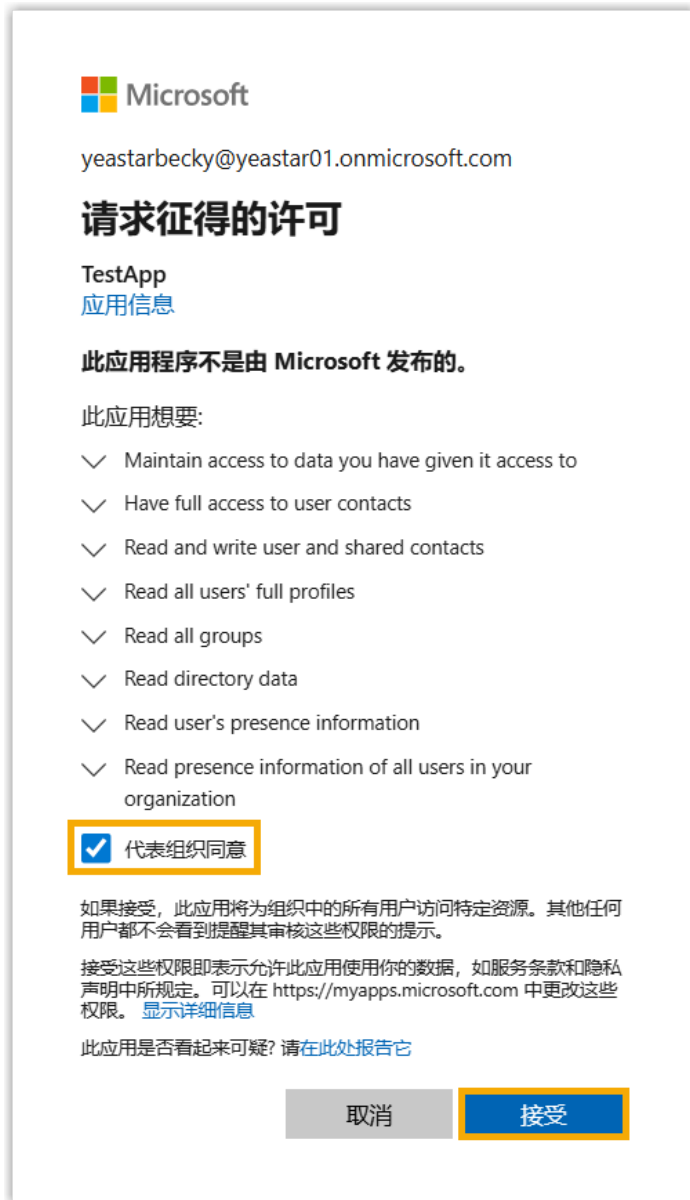 Microsoft
yeastarbecky@yeastar01.onmicrosoft.com
请求征得的许可
TestApp
应用信息
此应用程序不是由 Microsoft 发布的。
此应用想要:
Maintain access to data you have given it access to
Have full access to user contacts
Read and write user and shared contacts
Read all users' full profiles
Read all groups
Read directory data
Read user's presence information
Read presence information of all users in your
organization
代表组织同意
如果接受，此应用将为组织中的所有用户访问特定资源。其他任何
用户都不会看到提醒其审核这些权限的提示。
接受这些权限即表示允许此应用使用你的数据，如服务条款和隐私
声明中所规定。可以在 https://myapps.microsoft.com 中更改这些
权限。 显示详细信息
此应用是否看起来可疑? 请在此处报告它
取消 接受